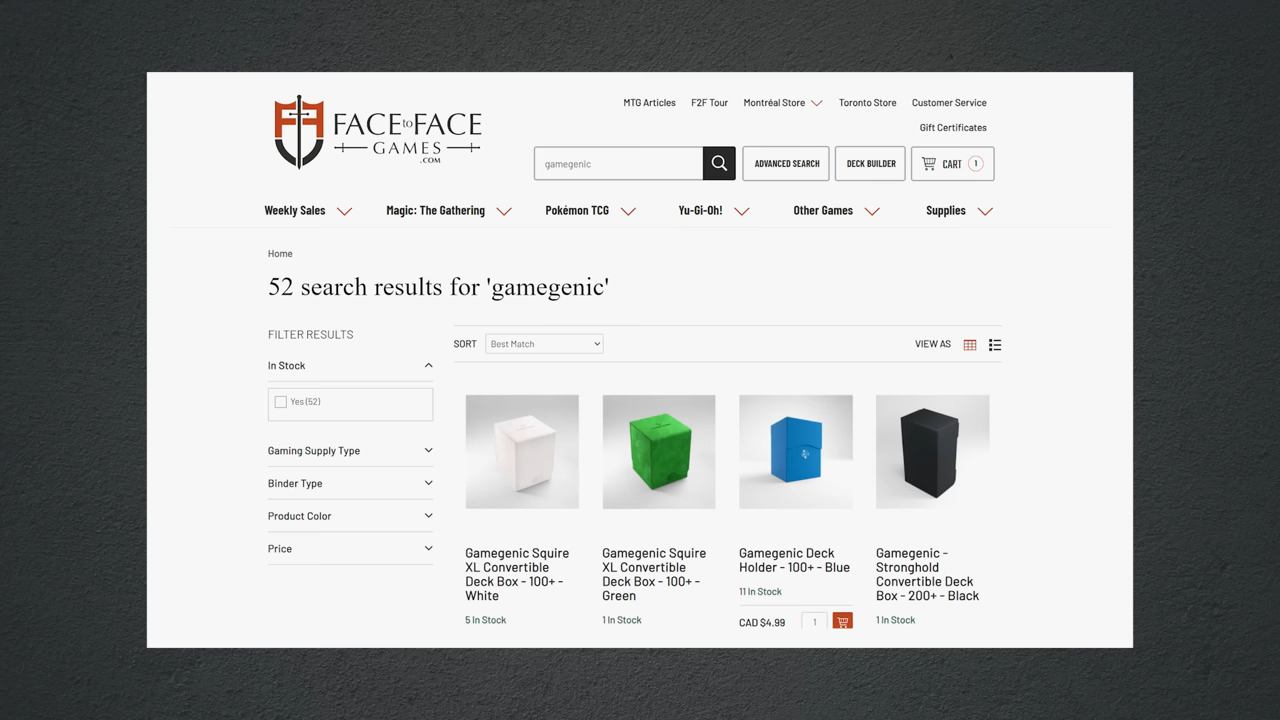 FACE to FACE
GAMES
.COM
MTG Articles
F2F Tour
Montréal Store
Toronto Store
Customer Service
Gift Certificates
gamegenic
ADVANCED SEARCH
DECK BUILDER
CART 1
Weekly Sales
Magic: The Gathering
Pokémon TCG
Yu-Gi-Oh!
Other Games
Supplies
Home
52 search results for 'gamegenic'
FILTER RESULTS
In Stock
Yes (52)
Gaming Supply Type
Binder Type
Product Color
Price
SORT
Best Match
VIEW AS
Gamegenic Squire
XL Convertible
Deck Box - 100+ -
White
5 In Stock
Gamegenic Squire
XL Convertible
Deck Box - 100+ -
Green
1 In Stock
Gamegenic Deck
Holder - 100+ - Blue
11 In Stock
CAD $4.99
1
Gamegenic -
Stronghold
Convertible Deck
Box - 200+ - Black
1 In Stock